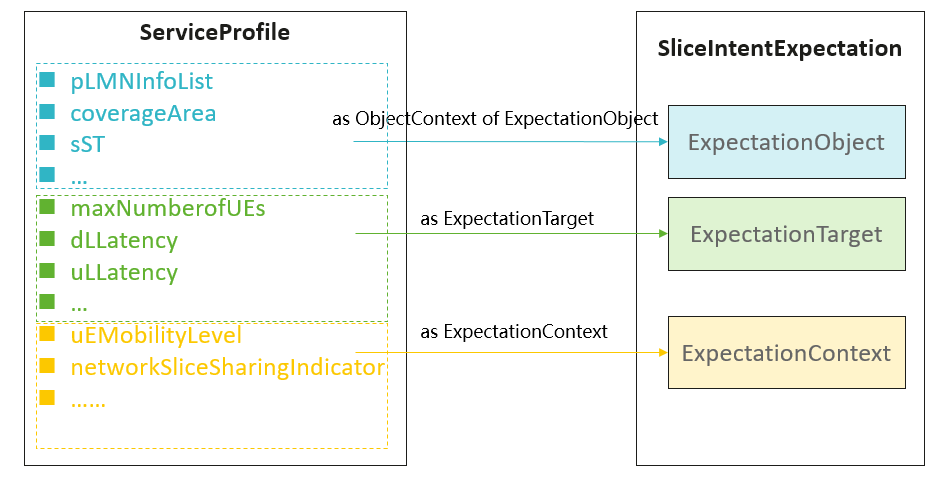 ServiceProfile
pLMNInfoList
coverageArea
sST
...
maxNumberofUEs
dLLatency
uLLatency
...
uEMobilityLevel
networkSliceSharingIndicator
......
as ObjectContext of ExpectationObject
as ExpectationTarget
as ExpectationContext
SliceIntentExpectation
ExpectationObject
ExpectationTarget
ExpectationContext